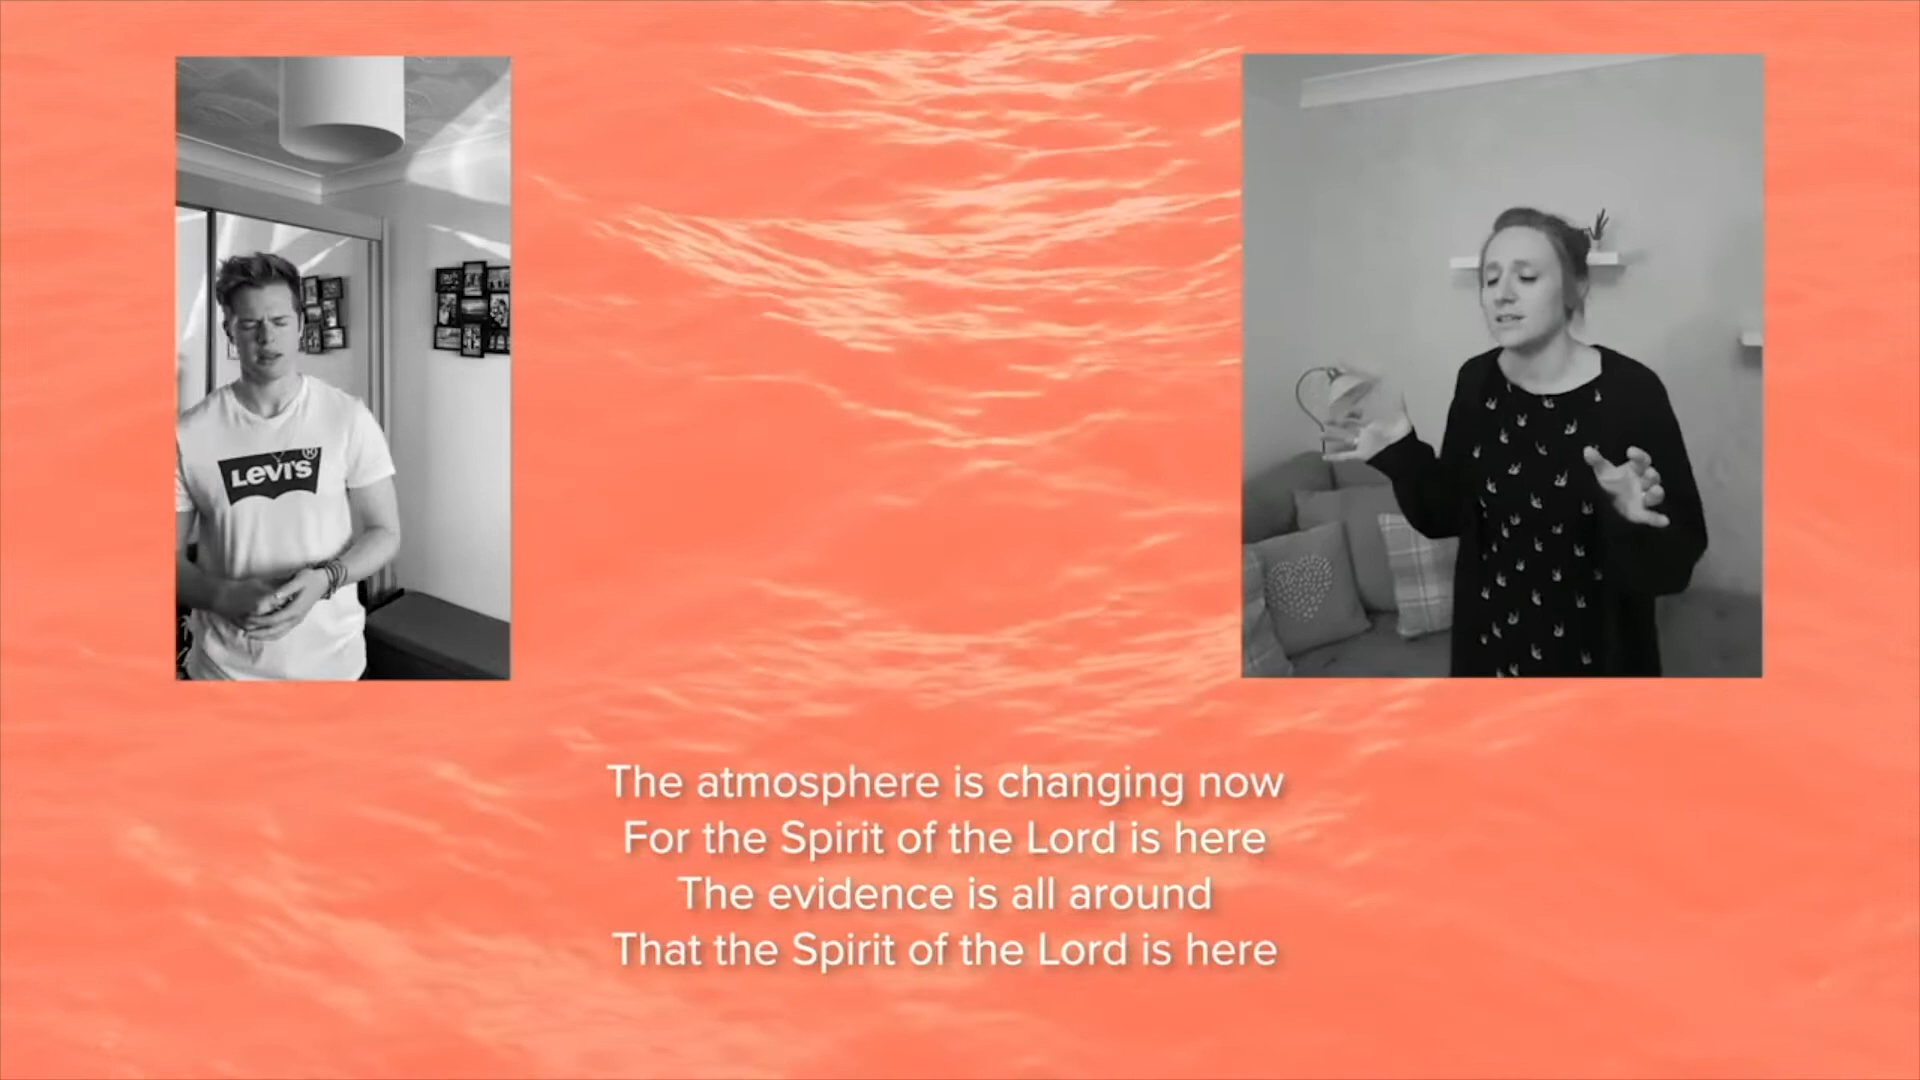 LEVI'S®
The atmosphere is changing now
For the Spirit of the Lord is here
The evidence is all around
That the Spirit of the Lord is here